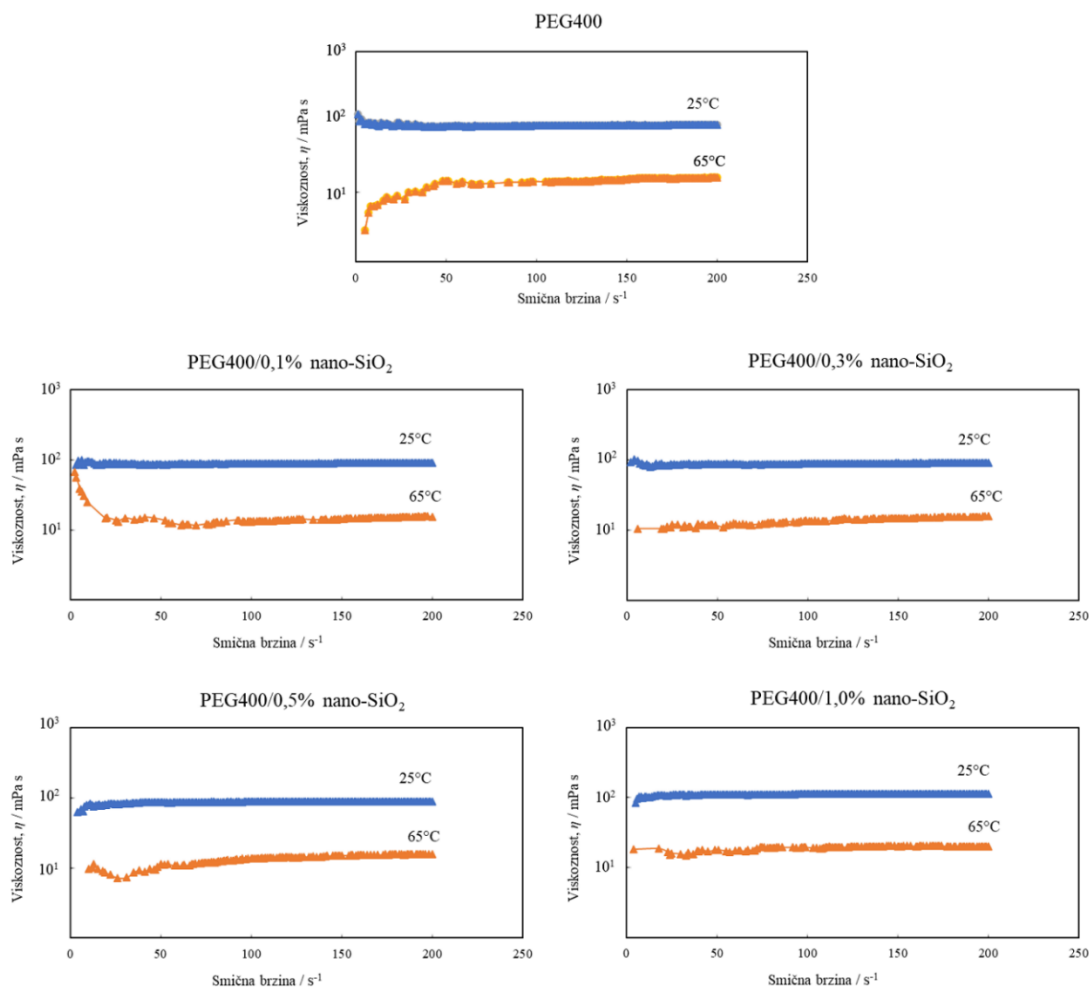 PEG400
10³
10²
10¹
Viskoznost, η / mPa s
25°C
65°C
0 50 100 150 200 250
Smična brzina / s⁻¹
PEG400/0,1% nano-SiO₂
10³
10²
10¹
Viskoznost, η / mPa s
25°C
65°C
0 50 100 150 200 250
Smična brzina / s⁻¹
PEG400/0,3% nano-SiO₂
10³
10²
10¹
Viskoznost, η / mPa s
25°C
65°C
0 50 100 150 200 250
Smična brzina / s⁻¹
PEG400/0,5% nano-SiO₂
10³
10²
10¹
Viskoznost, η / mPa s
25°C
65°C
0 50 100 150 200 250
Smična brzina / s⁻¹
PEG400/1,0% nano-SiO₂
10³
10²
10¹
Viskoznost, η / mPa s
25°C
65°C
0 50 100 150 200 250
Smična brzina / s⁻¹